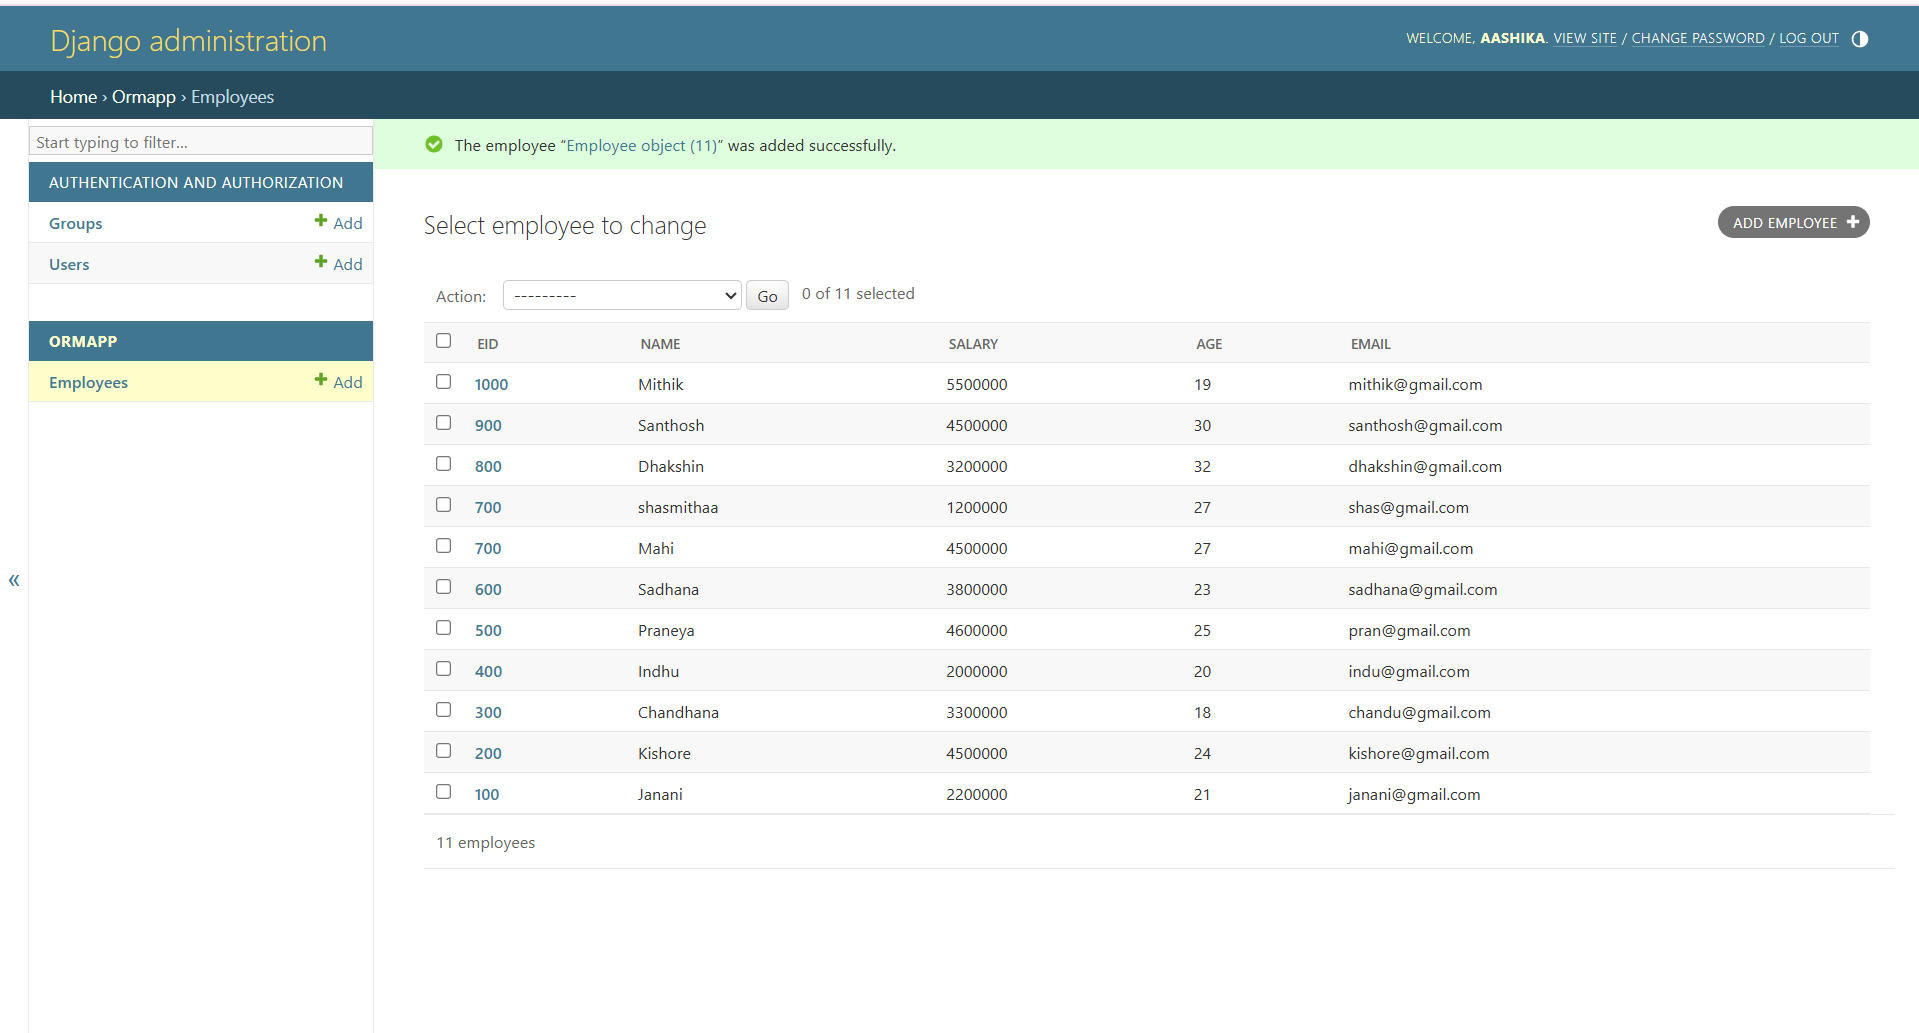 Django administration
WELCOME, AASHIKA. VIEW SITE / CHANGE PASSWORD / LOG OUT
Home › Ormapp › Employees
Start typing to filter...
AUTHENTICATION AND AUTHORIZATION
Groups + Add
Users + Add
ORMAPP
Employees + Add
«
The employee “Employee object (11)” was added successfully.
Select employee to change
ADD EMPLOYEE +
Action: --------- Go 0 of 11 selected
EID NAME SALARY AGE EMAIL
1000 Mithik 5500000 19 mithik@gmail.com
900 Santhosh 4500000 30 santhosh@gmail.com
800 Dhakshin 3200000 32 dhakshin@gmail.com
700 shasmithaa 1200000 27 shas@gmail.com
700 Mahi 4500000 27 mahi@gmail.com
600 Sadhana 3800000 23 sadhana@gmail.com
500 Praneya 4600000 25 pran@gmail.com
400 Indhu 2000000 20 indu@gmail.com
300 Chandhana 3300000 18 chandu@gmail.com
200 Kishore 4500000 24 kishore@gmail.com
100 Janani 2200000 21 janani@gmail.com
11 employees